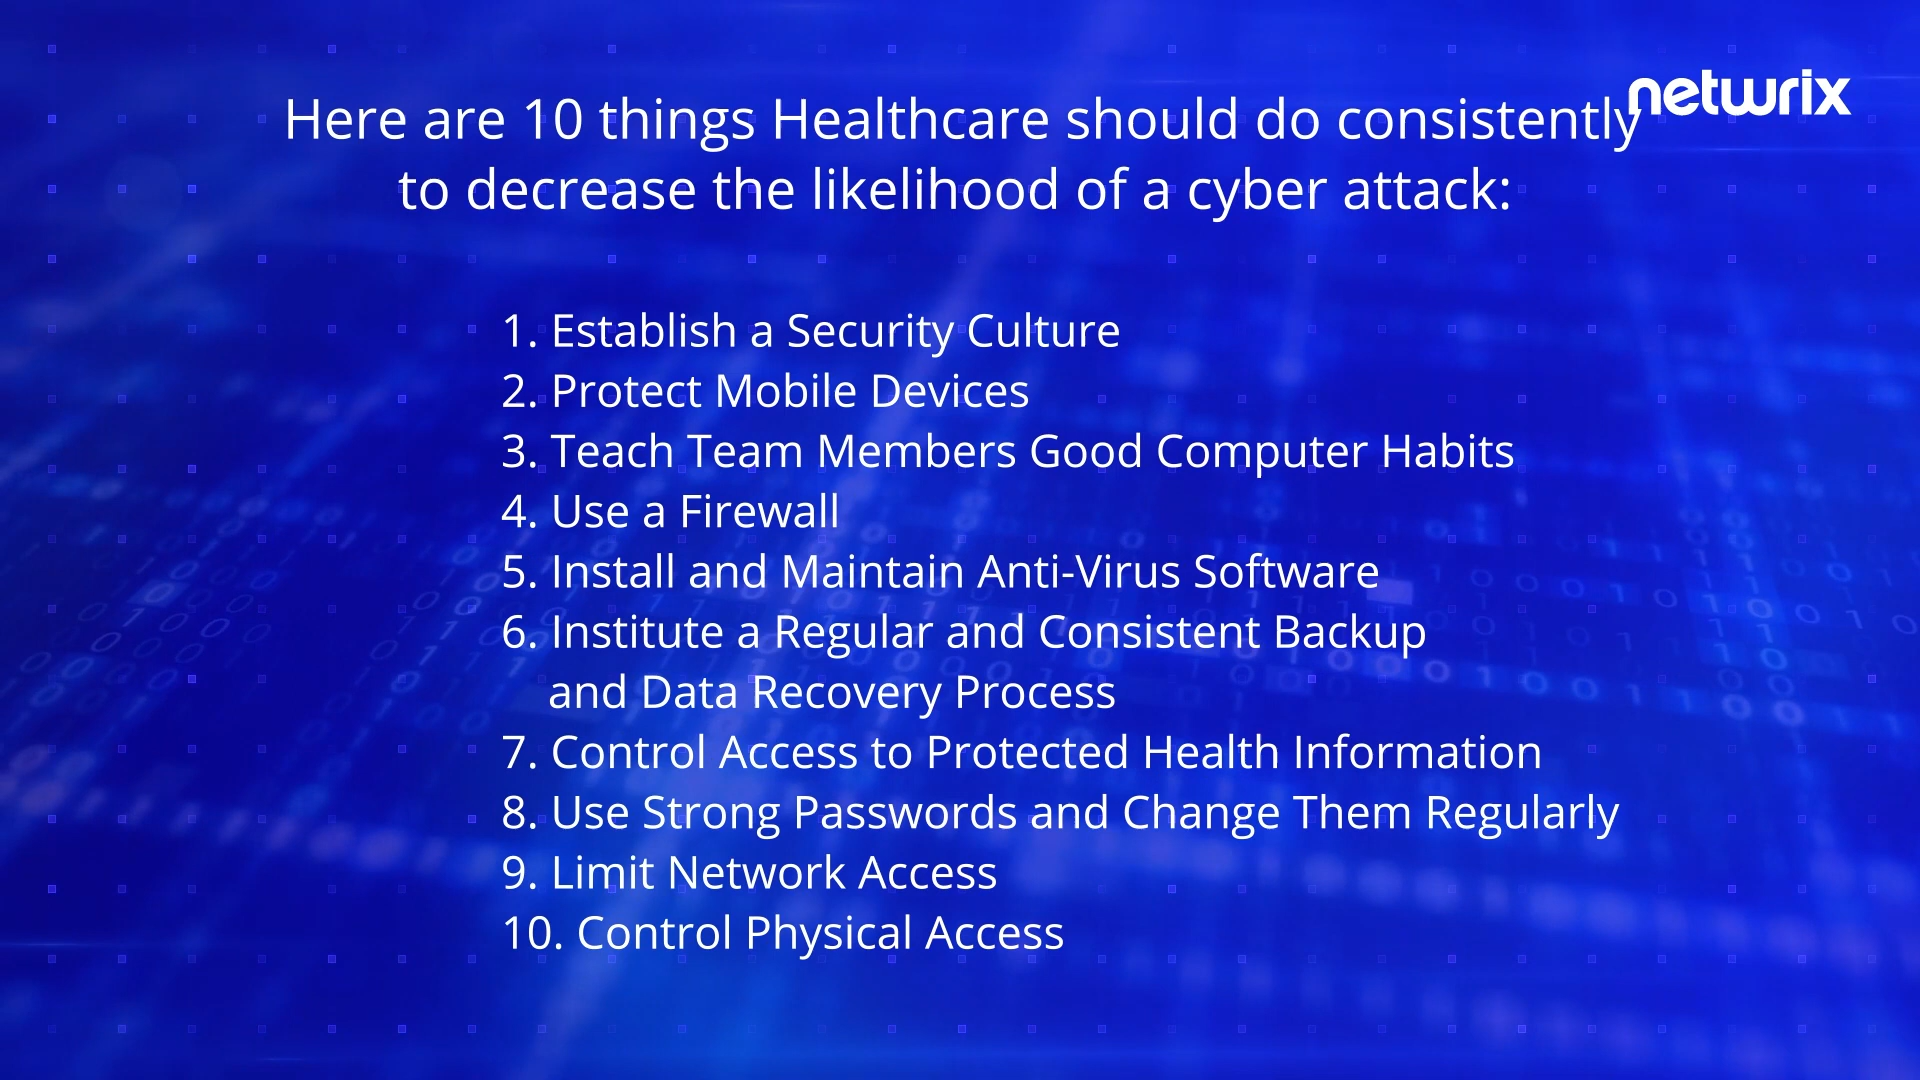 netwrix
Here are 10 things Healthcare should do consistently
to decrease the likelihood of a cyber attack:
1. Establish a Security Culture
2. Protect Mobile Devices
3. Teach Team Members Good Computer Habits
4. Use a Firewall
5. Install and Maintain Anti-Virus Software
6. Institute a Regular and Consistent Backup
and Data Recovery Process
7. Control Access to Protected Health Information
8. Use Strong Passwords and Change Them Regularly
9. Limit Network Access
10. Control Physical Access